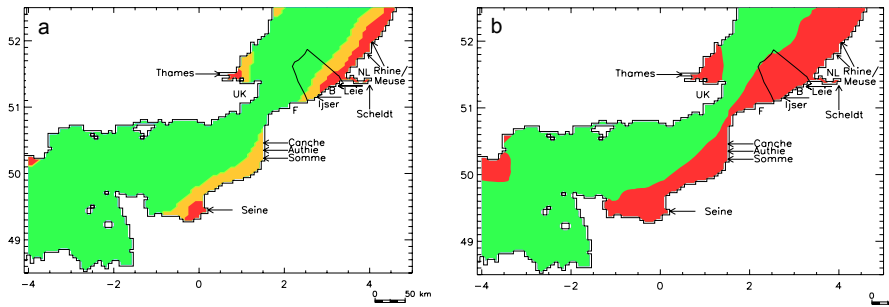 a
52
51
50
49
-4
-2
0
2
4
0 50 km
Thames
UK
F
B
NL
Rhine/
Meuse
Leie
Ijser
Scheldt
Canche
Authie
Somme
Seine
b
52
51
50
49
-4
-2
0
2
4
0
Thames
UK
F
B
NL
Rhine/
Meuse
Leie
Ijser
Scheldt
Canche
Authie
Somme
Seine